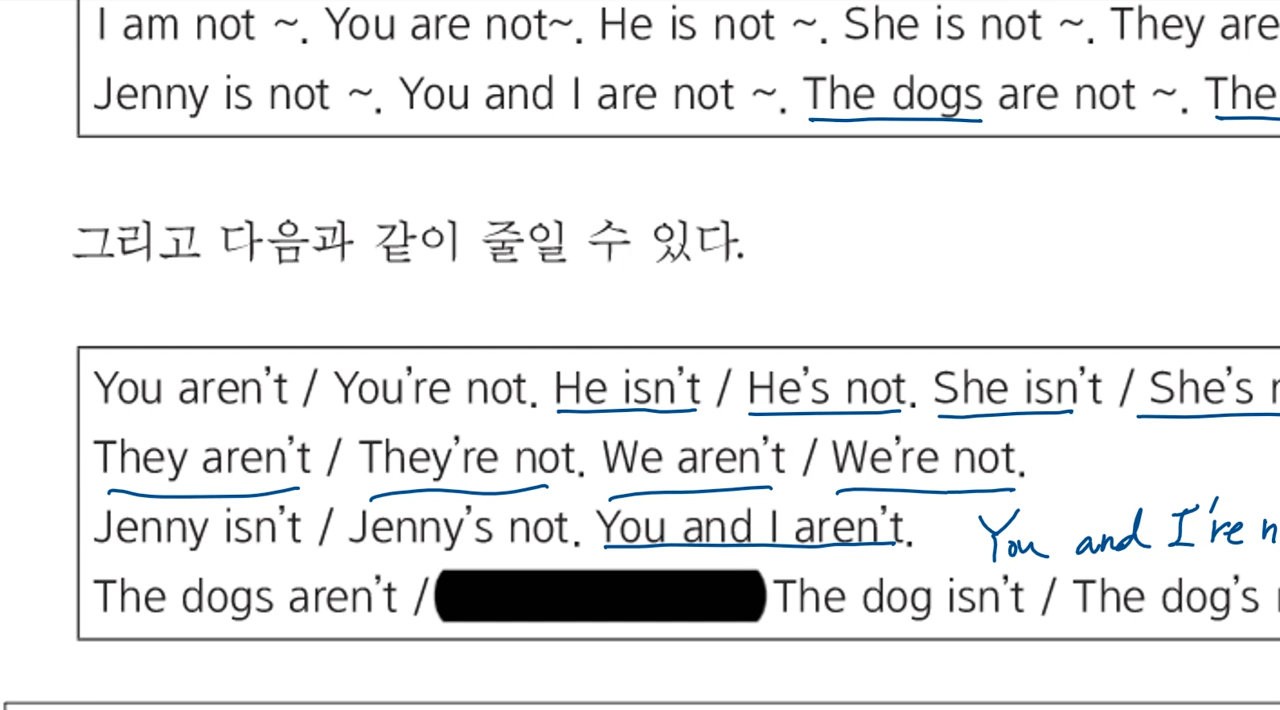 I am not ~. You are not~. He is not ~. She is not ~. They are
Jenny is not ~. You and I are not ~. The dogs are not ~. The
그리고 다음과 같이 줄일 수 있다.
You aren't / You're not. He isn't / He's not. She isn't / She's
They aren't / They're not. We aren't / We're not.
Jenny isn't / Jenny's not. You and I aren't. You and I're
The dogs aren't / The dog isn't / The dog's